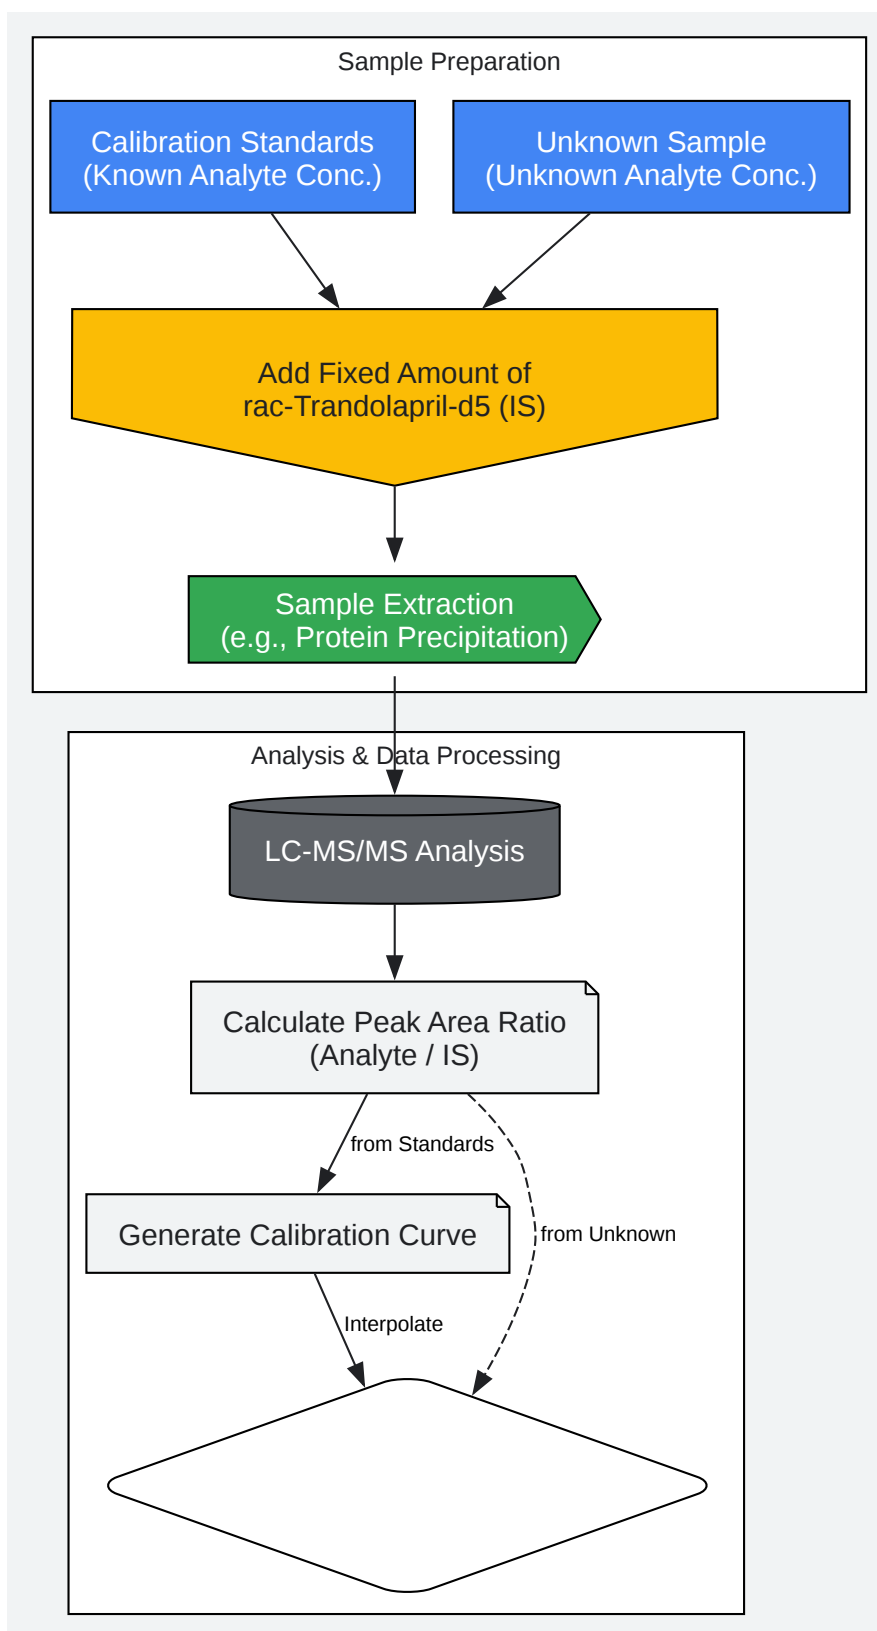 Sample Preparation
Calibration Standards
(Known Analyte Conc.)
Unknown Sample
(Unknown Analyte Conc.)
Add Fixed Amount of
rac-Trandolapril-d5 (IS)
Sample Extraction
(e.g., Protein Precipitation)
Analysis & Data Processing
LC-MS/MS Analysis
Calculate Peak Area Ratio
(Analyte / IS)
from Standards
Generate Calibration Curve
from Unknown
Interpolate